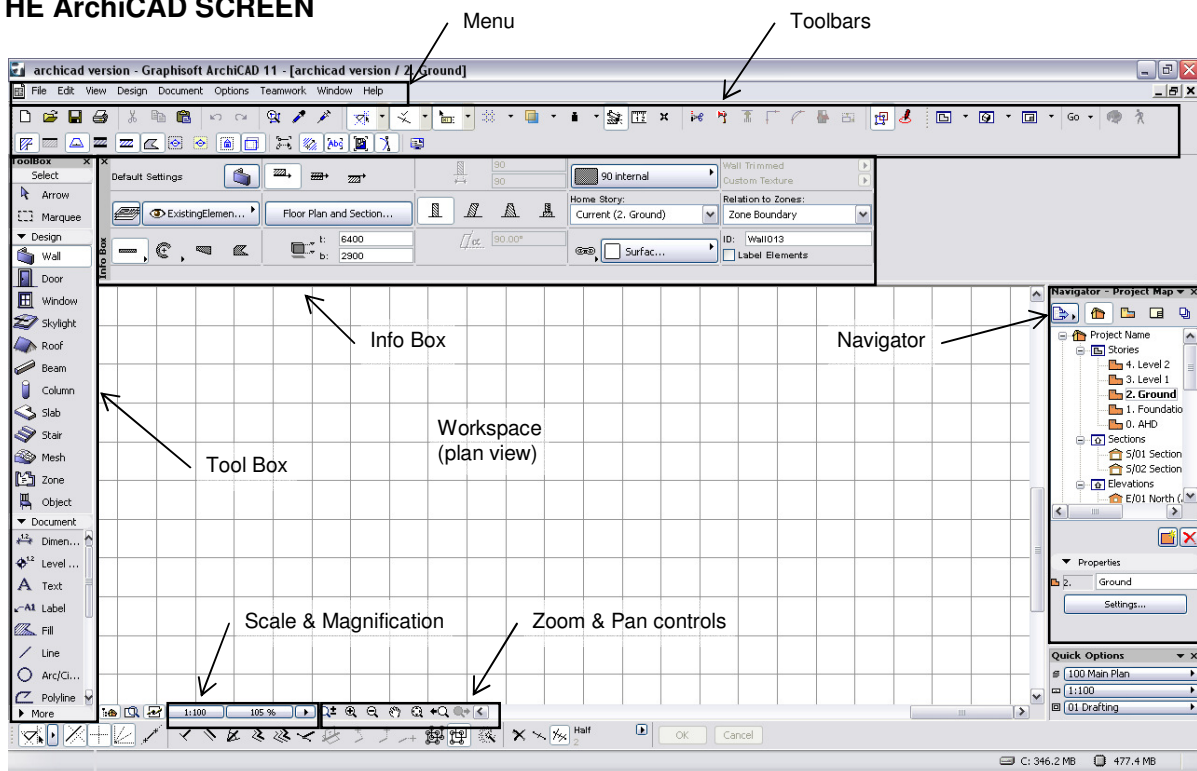 HE ArchiCAD SCREEN
Menu
Toolbars
archicad version - Graphisoft ArchiCAD 11 - [archicad version / 2. Ground]
File Edit View Design Document Options Teamwork Window Help
Go
Abg
ToolBox
Select
Arrow
Marquee
Design
Wall
Door
Window
Skylight
Roof
Beam
Column
Slab
Stair
Mesh
Zone
Object
Document
Dimen...
Level ...
Text
A1 Label
Fill
Line
Arc/Ci...
Polyline
More
Info Box
Default Settings
90
90
90 internal
Wall Trimmed
Custom Texture
ExistingElemen...
Floor Plan and Section...
Home Story:
Current (2. Ground)
Relation to Zones:
Zone Boundary
t: 6400
b: 2900
90.00°
Surfac...
ID: Wall013
Label Elements
Info Box
Navigator
Workspace
(plan view)
Tool Box
Scale & Magnification
Zoom & Pan controls
Navigator - Project Map
Project Name
Stories
4. Level 2
3. Level 1
2. Ground
1. Foundatio
0. AHD
Sections
S/01 Section
S/02 Section
Elevations
E/01 North (
Properties
2. Ground
Settings...
Quick Options
100 Main Plan
1:100
01 Drafting
1:100
105 %
Half
2
OK
Cancel
C: 346.2 MB
477.4 MB